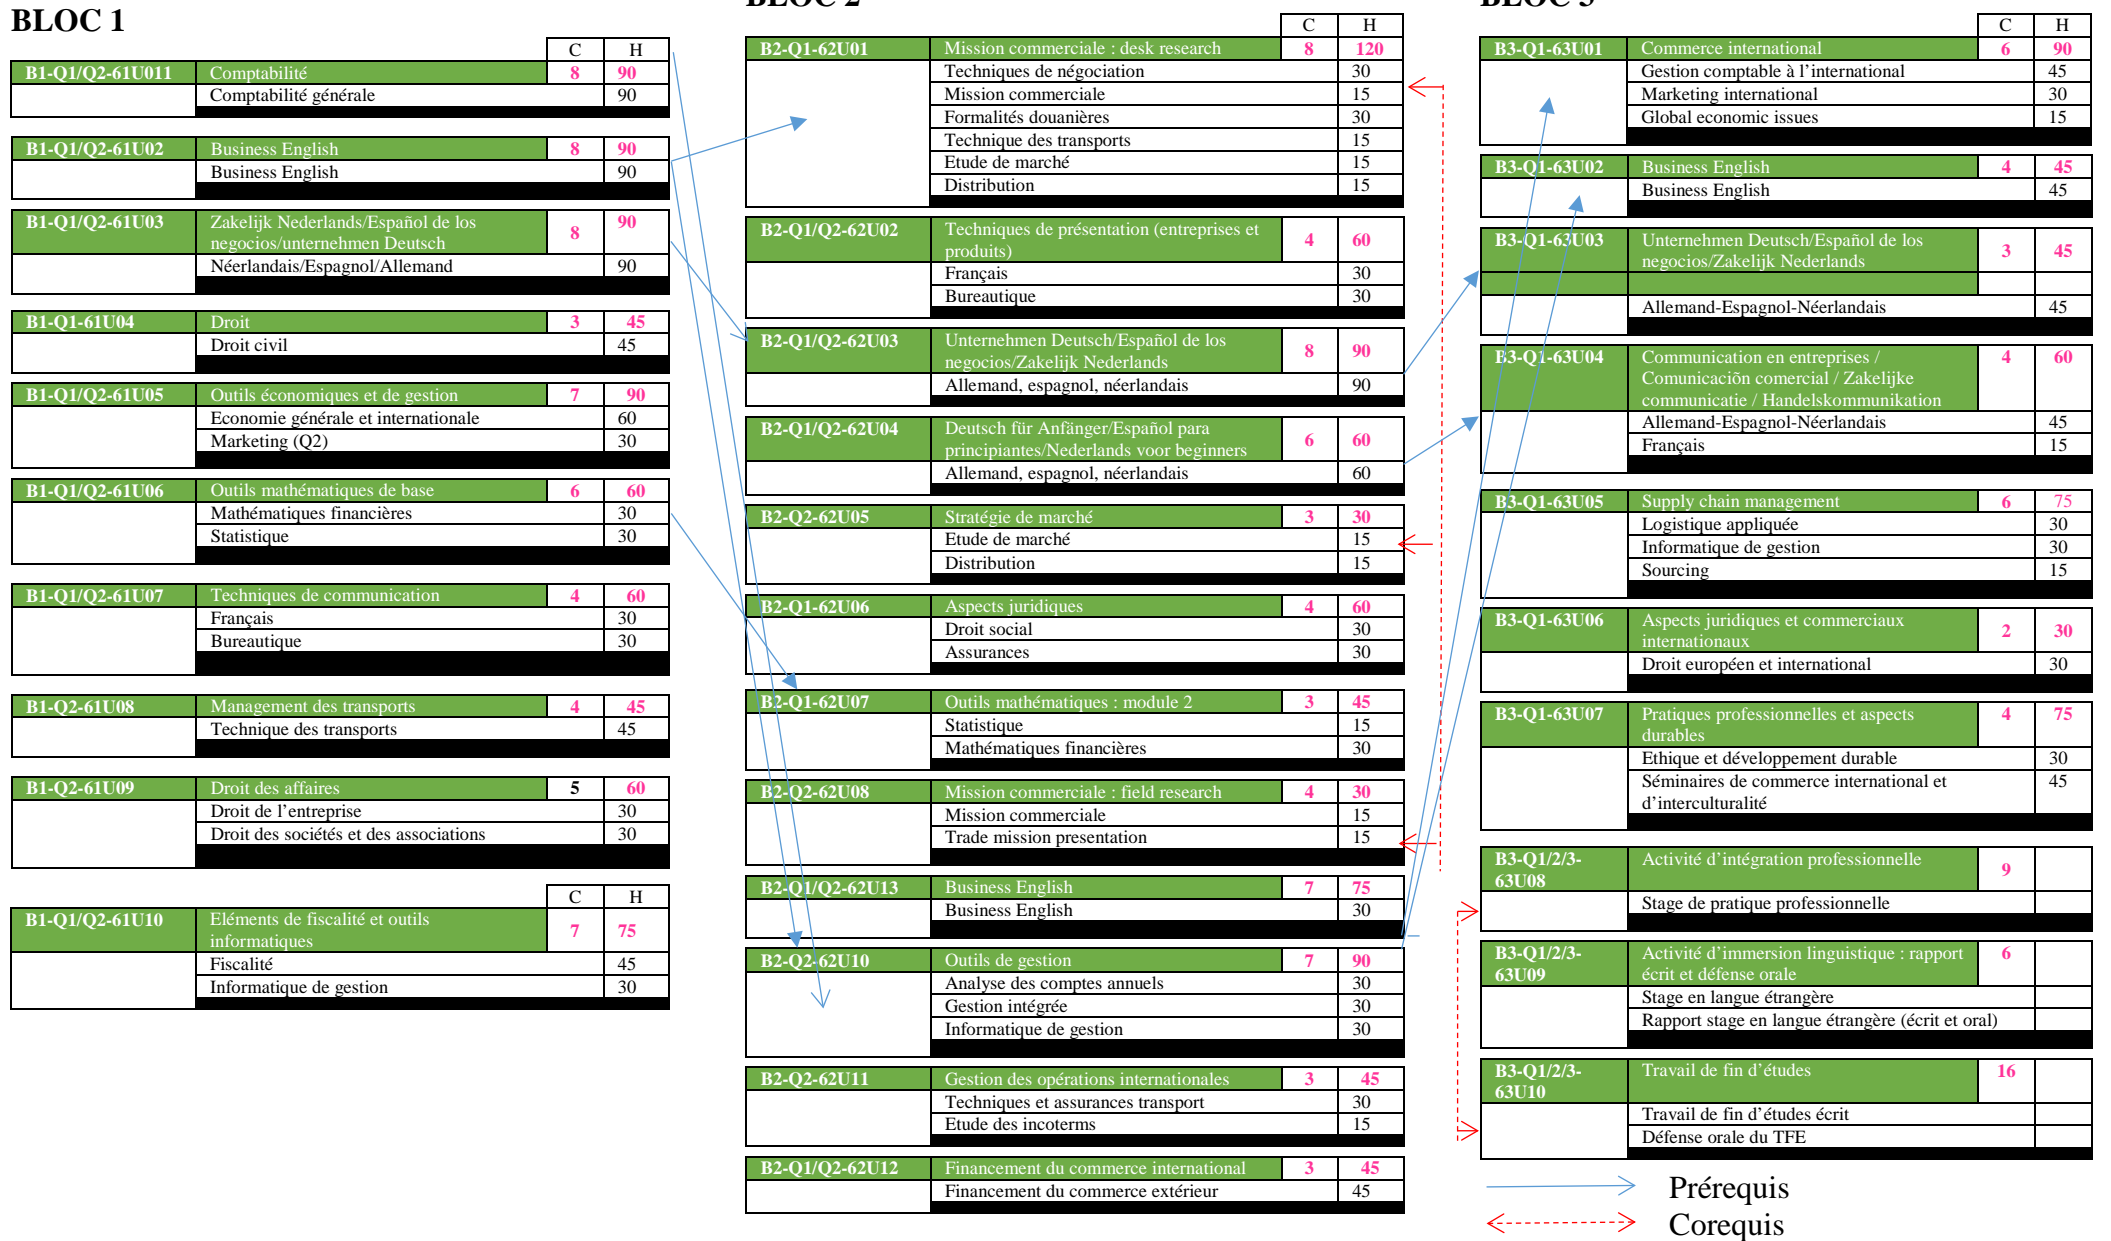 BLOC 1
C H
B1-Q1/Q2-61U011 Comptabilité 8 90
Comptabilité générale 90
B1-Q1/Q2-61U02 Business English 8 90
Business English 90
B1-Q1/Q2-61U03 Zakelijk Nederlands/Español de los 8 90
negocios/unternehmen Deutsch
Néerlandais/Espagnol/Allemand 90
B1-Q1-61U04 Droit 3 45
Droit civil 45
B1-Q1/Q2-61U05 Outils économiques et de gestion 7 90
Economie générale et internationale 60
Marketing (Q2) 30
B1-Q1/Q2-61U06 Outils mathématiques de base 6 60
Mathématiques financières 30
Statistique 30
B1-Q1/Q2-61U07 Techniques de communication 4 60
Français 30
Bureautique 30
B1-Q2-61U08 Management des transports 4 45
Technique des transports 45
B1-Q2-61U09 Droit des affaires 5 60
Droit de l’entreprise 30
Droit des sociétés et des associations 30
C H
B1-Q1/Q2-61U10 Eléments de fiscalité et outils 7 75
informatiques
Fiscalité 45
Informatique de gestion 30
BLOC 2
C H
B2-Q1-62U01 Mission commerciale : desk research 8 120
Techniques de négociation 30
Mission commerciale 15
Formalités douanières 30
Technique des transports 15
Etude de marché 15
Distribution 15
B2-Q1/Q2-62U02 Techniques de présentation (entreprises et 4 60
produits)
Français 30
Bureautique 30
B2-Q1/Q2-62U03 Unternehmen Deutsch/Español de los 8 90
negocios/Zakelijk Nederlands
Allemand, espagnol, néerlandais 90
B2-Q1/Q2-62U04 Deutsch für Anfänger/Español para 6 60
principiantes/Nederlands voor beginners
Allemand, espagnol, néerlandais 60
B2-Q2-62U05 Stratégie de marché 3 30
Etude de marché 15
Distribution 15
B2-Q1-62U06 Aspects juridiques 4 60
Droit social 30
Assurances 30
B2-Q1-62U07 Outils mathématiques : module 2 3 45
Statistique 15
Mathématiques financières 30
B2-Q2-62U08 Mission commerciale : field research 4 30
Mission commerciale 15
Trade mission presentation 15
B2-Q1/Q2-62U13 Business English 7 75
Business English 30
B2-Q2-62U10 Outils de gestion 7 90
Analyse des comptes annuels 30
Gestion intégrée 30
Informatique de gestion 30
B2-Q2-62U11 Gestion des opérations internationales 3 45
Techniques et assurances transport 30
Etude des incoterms 15
B2-Q1/Q2-62U12 Financement du commerce international 3 45
Financement du commerce extérieur 45
BLOC 3
C H
B3-Q1-63U01 Commerce international 6 90
Gestion comptable à l’international 45
Marketing international 30
Global economic issues 15
B3-Q1-63U02 Business English 4 45
Business English 45
B3-Q1-63U03 Unternehmen Deutsch/Español de los 3 45
negocios/Zakelijk Nederlands
Allemand-Espagnol-Néerlandais 45
B3-Q1-63U04 Communication en entreprises / 4 60
Comunicaciõn comercial / Zakelijke
communicatie / Handelskommunikation
Allemand-Espagnol-Néerlandais 45
Français 15
B3-Q1-63U05 Supply chain management 6 75
Logistique appliquée 30
Informatique de gestion 30
Sourcing 15
B3-Q1-63U06 Aspects juridiques et commerciaux 2 30
internationaux
Droit européen et international 30
B3-Q1-63U07 Pratiques professionnelles et aspects 4 75
durables
Ethique et développement durable 30
Séminaires de commerce international et 45
d’interculturalité
B3-Q1/2/3- Activité d’intégration professionnelle 9
63U08
Stage de pratique professionnelle
B3-Q1/2/3- Activité d’immersion linguistique : rapport 6
63U09 écrit et défense orale
Stage en langue étrangère
Rapport stage en langue étrangère (écrit et oral)
B3-Q1/2/3- Travail de fin d’études 16
63U10
Travail de fin d’études écrit
Défense orale du TFE
Prérequis
Corequis